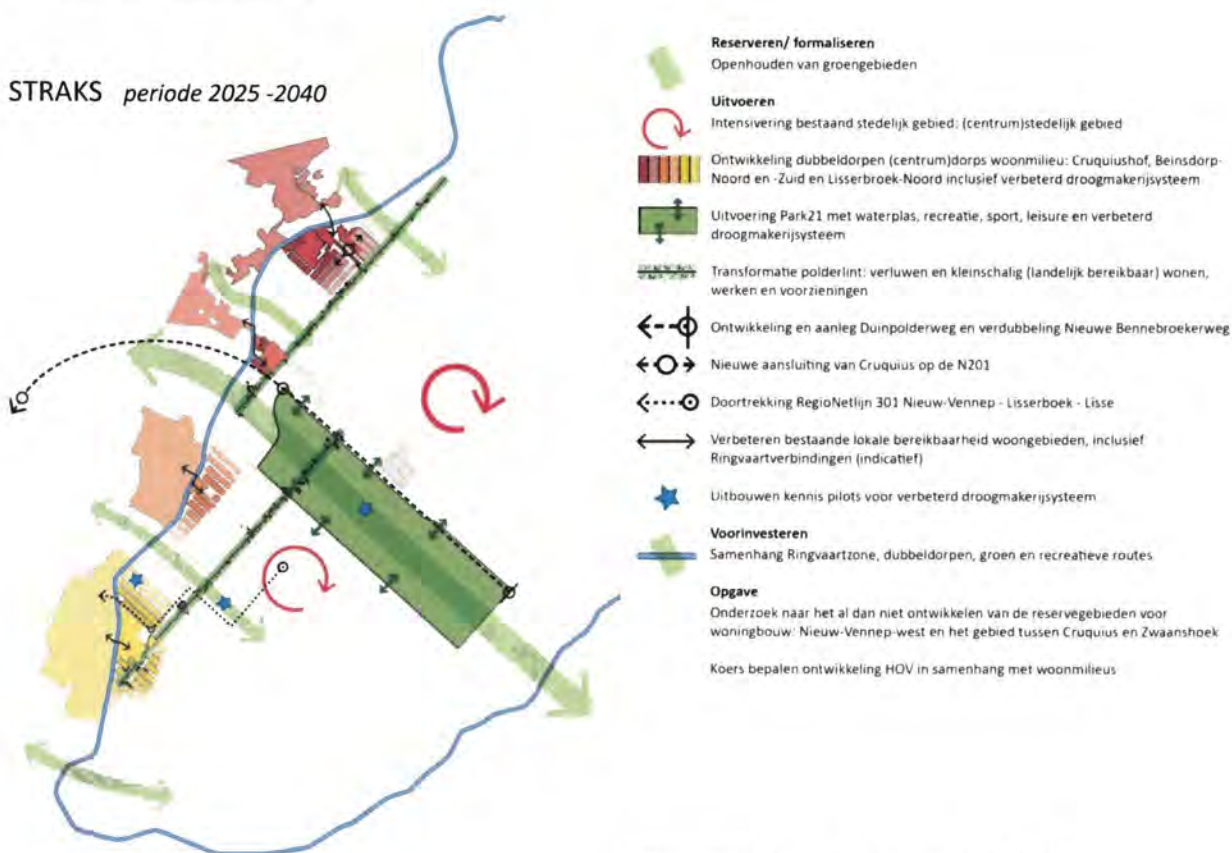 STRAKS periode 2025 -2040
Reserveren/ formaliseren
Openhouden van groengebieden
Uitvoeren
Intensivering bestaand stedelijk gebied: (centrum)stedelijk gebied
Ontwikkeling dubbeldorpen (centrum)dorps woonmilieu: Cruquiushof, Beinsdorp-
Noord en -Zuid en Lisserbroek-Noord inclusief verbeterd droogmakerijsysteem
Uitvoering Park21 met waterplas, recreatie, sport, leisure en verbeterd
droogmakerijsysteem
Transformatie polderlint: verluwen en kleinschalig (landelijk bereikbaar) wonen,
werken en voorzieningen
Ontwikkeling en aanleg Duinpolderweg en verdubbeling Nieuwe Bennebroekerweg
Nieuwe aansluiting van Cruquius op de N201
Doortrekking RegioNetlijn 301 Nieuw-Vennep - Lisserboek - Lisse
Verbeteren bestaande lokale bereikbaarheid woongebieden, inclusief
Ringvaartverbindingen (indicatief)
Uitbouwen kennis pilots voor verbeterd droogmakerijsysteem
Voorinvesteren
Samenhang Ringvaartzone, dubbeldorpen, groen en recreatieve routes
Opgave
Onderzoek naar het al dan niet ontwikkelen van de reservegebieden voor
woningbouw: Nieuw-Vennep-west en het gebied tussen Cruquius en Zwaanshoek
Koers bepalen ontwikkeling HOV in samenhang met woonmilieus